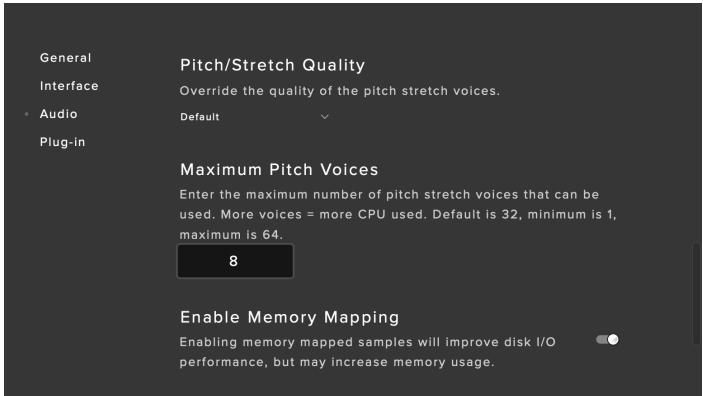 General
Interface
Audio
Plug-in
Pitch/Stretch Quality
Override the quality of the pitch stretch voices.
Default
Maximum Pitch Voices
Enter the maximum number of pitch stretch voices that can be
used. More voices = more CPU used. Default is 32, minimum is 1,
maximum is 64.
8
Enable Memory Mapping
Enabling memory mapped samples will improve disk I/O
performance, but may increase memory usage.